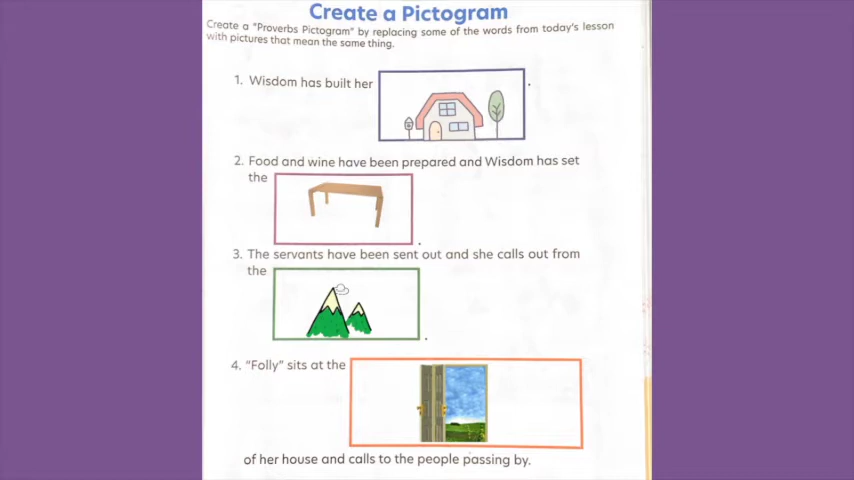 Create a Pictogram
Create a "Proverbs Pictogram" by replacing some of the words from today's lesson
with pictures that mean the same thing.
1. Wisdom has built her .
2. Food and wine have been prepared and Wisdom has set
the .
3. The servants have been sent out and she calls out from
the .
4. "Folly" sits at the
of her house and calls to the people passing by.